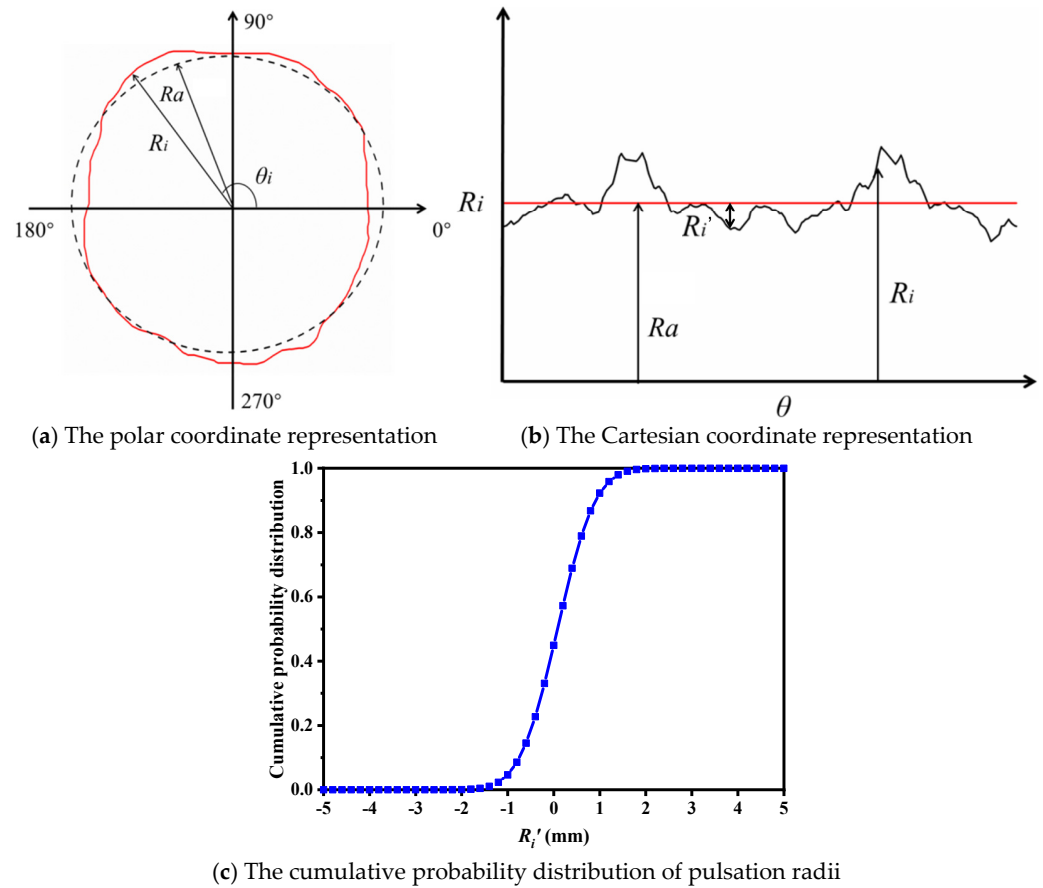 90°
Ra
Ri
θi
180°
0°
270°
(a) The polar coordinate representation
Ri
Ri'
Ra
Ri
θ
(b) The Cartesian coordinate representation
Cumulative probability distribution
1.0
0.8
0.6
0.4
0.2
0.0
-5 -4 -3 -2 -1 0 1 2 3 4 5
Ri′ (mm)
(c) The cumulative probability distribution of pulsation radii